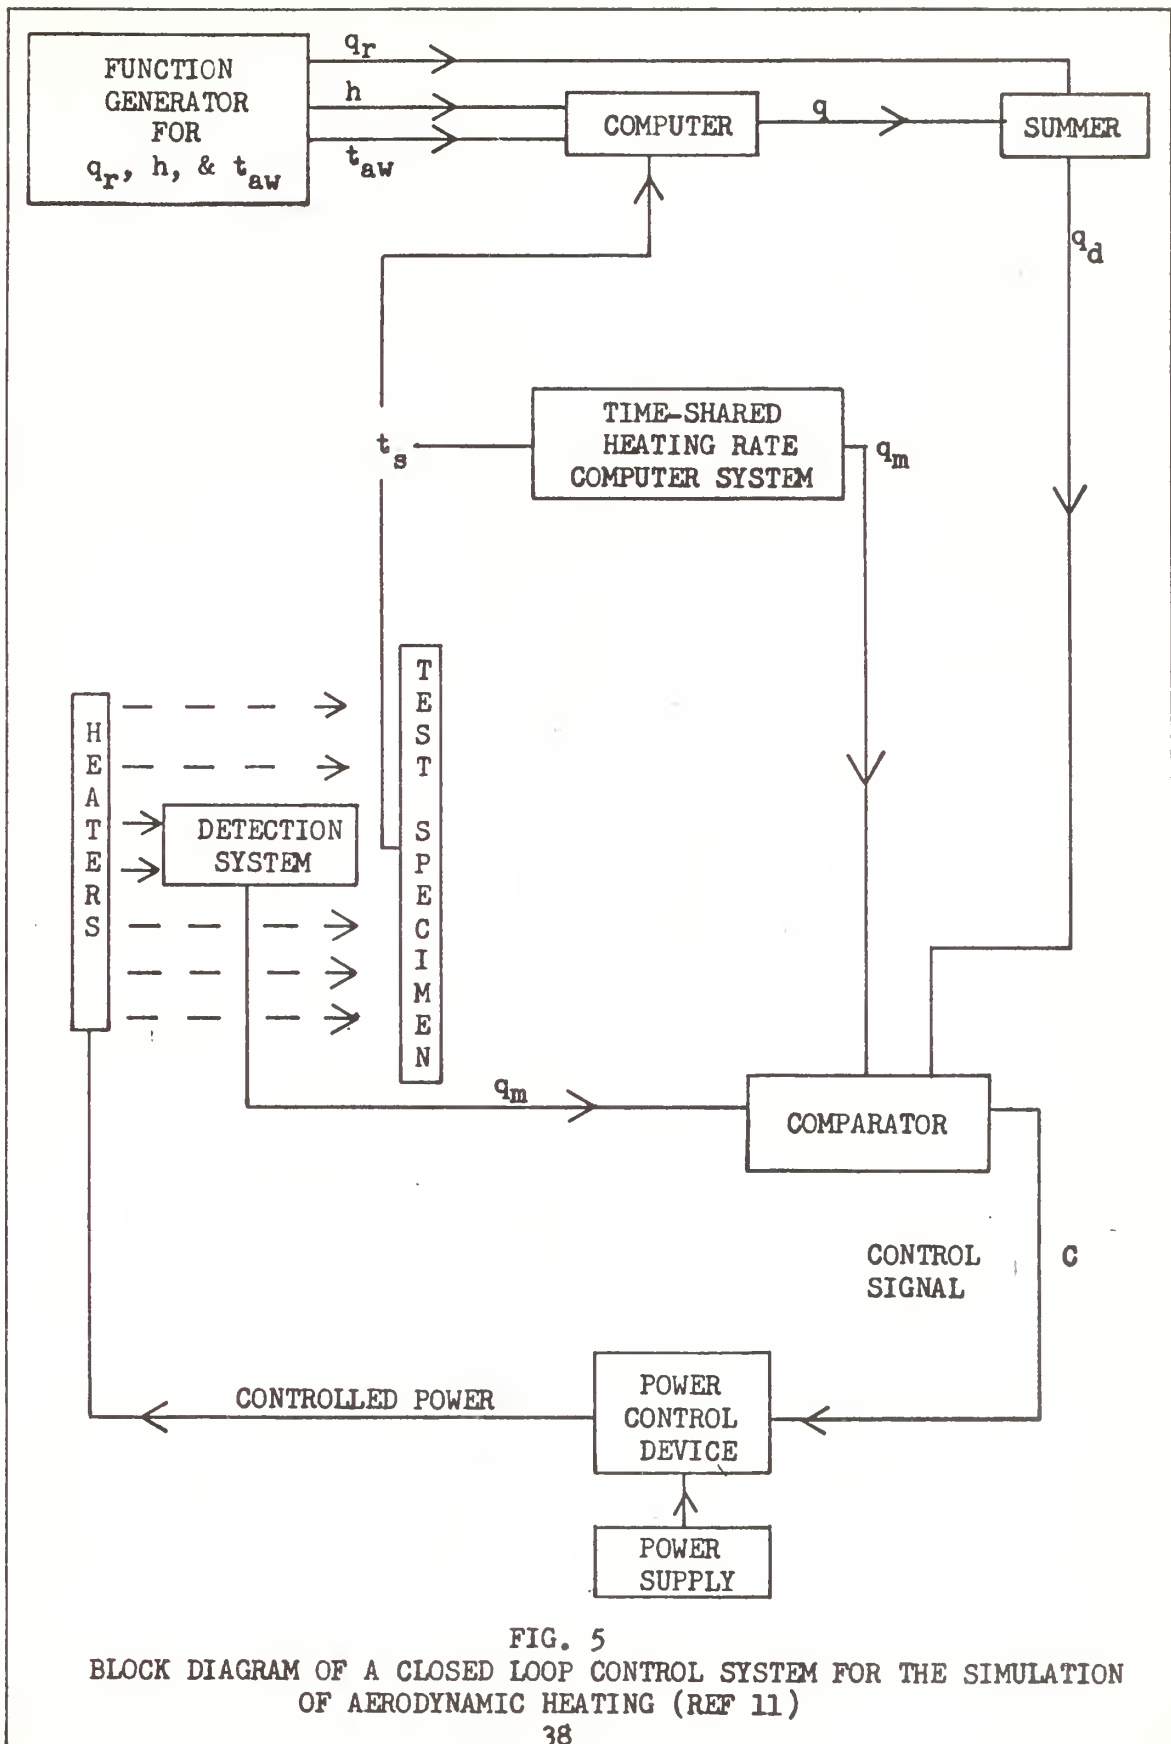 FUNCTION
GENERATOR
FOR
q_r, h, & t_aw
q_r
h
t_aw
COMPUTER
q
SUMMER
q_d
t_s
TIME-SHARED
HEATING RATE
COMPUTER SYSTEM
q_m
HEATERS
DETECTION
SYSTEM
TEST SPECIMEN
q_m
COMPARATOR
CONTROL
SIGNAL
C
CONTROLLED POWER
POWER
CONTROL
DEVICE
POWER
SUPPLY
FIG. 5
BLOCK DIAGRAM OF A CLOSED LOOP CONTROL SYSTEM FOR THE SIMULATION
OF AERODYNAMIC HEATING (REF 11)
38